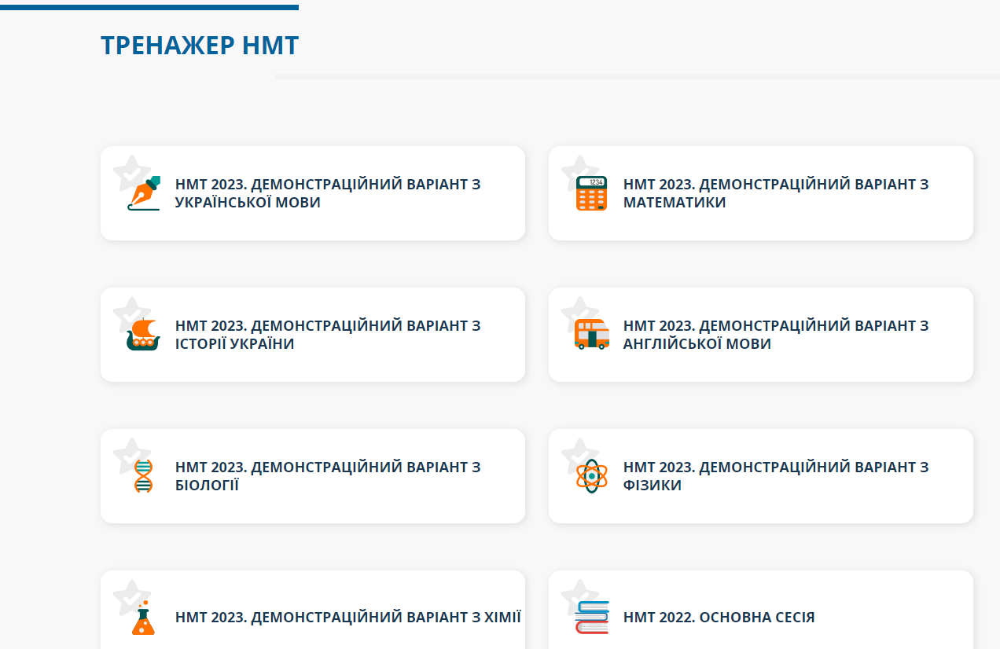 ТРЕНАЖЕР НМТ
НМТ 2023. ДЕМОНСТРАЦІЙНИЙ ВАРІАНТ З
УКРАЇНСЬКОЇ МОВИ
1234
НМТ 2023. ДЕМОНСТРАЦІЙНИЙ ВАРІАНТ З
МАТЕМАТИКИ
НМТ 2023. ДЕМОНСТРАЦІЙНИЙ ВАРІАНТ З
ІСТОРІЇ УКРАЇНИ
НМТ 2023. ДЕМОНСТРАЦІЙНИЙ ВАРІАНТ З
АНГЛІЙСЬКОЇ МОВИ
НМТ 2023. ДЕМОНСТРАЦІЙНИЙ ВАРІАНТ З
БІОЛОГІЇ
НМТ 2023. ДЕМОНСТРАЦІЙНИЙ ВАРІАНТ З
ФІЗИКИ
НМТ 2023. ДЕМОНСТРАЦІЙНИЙ ВАРІАНТ З ХІМІЇ
НМТ 2022. ОСНОВНА СЕСІЯ